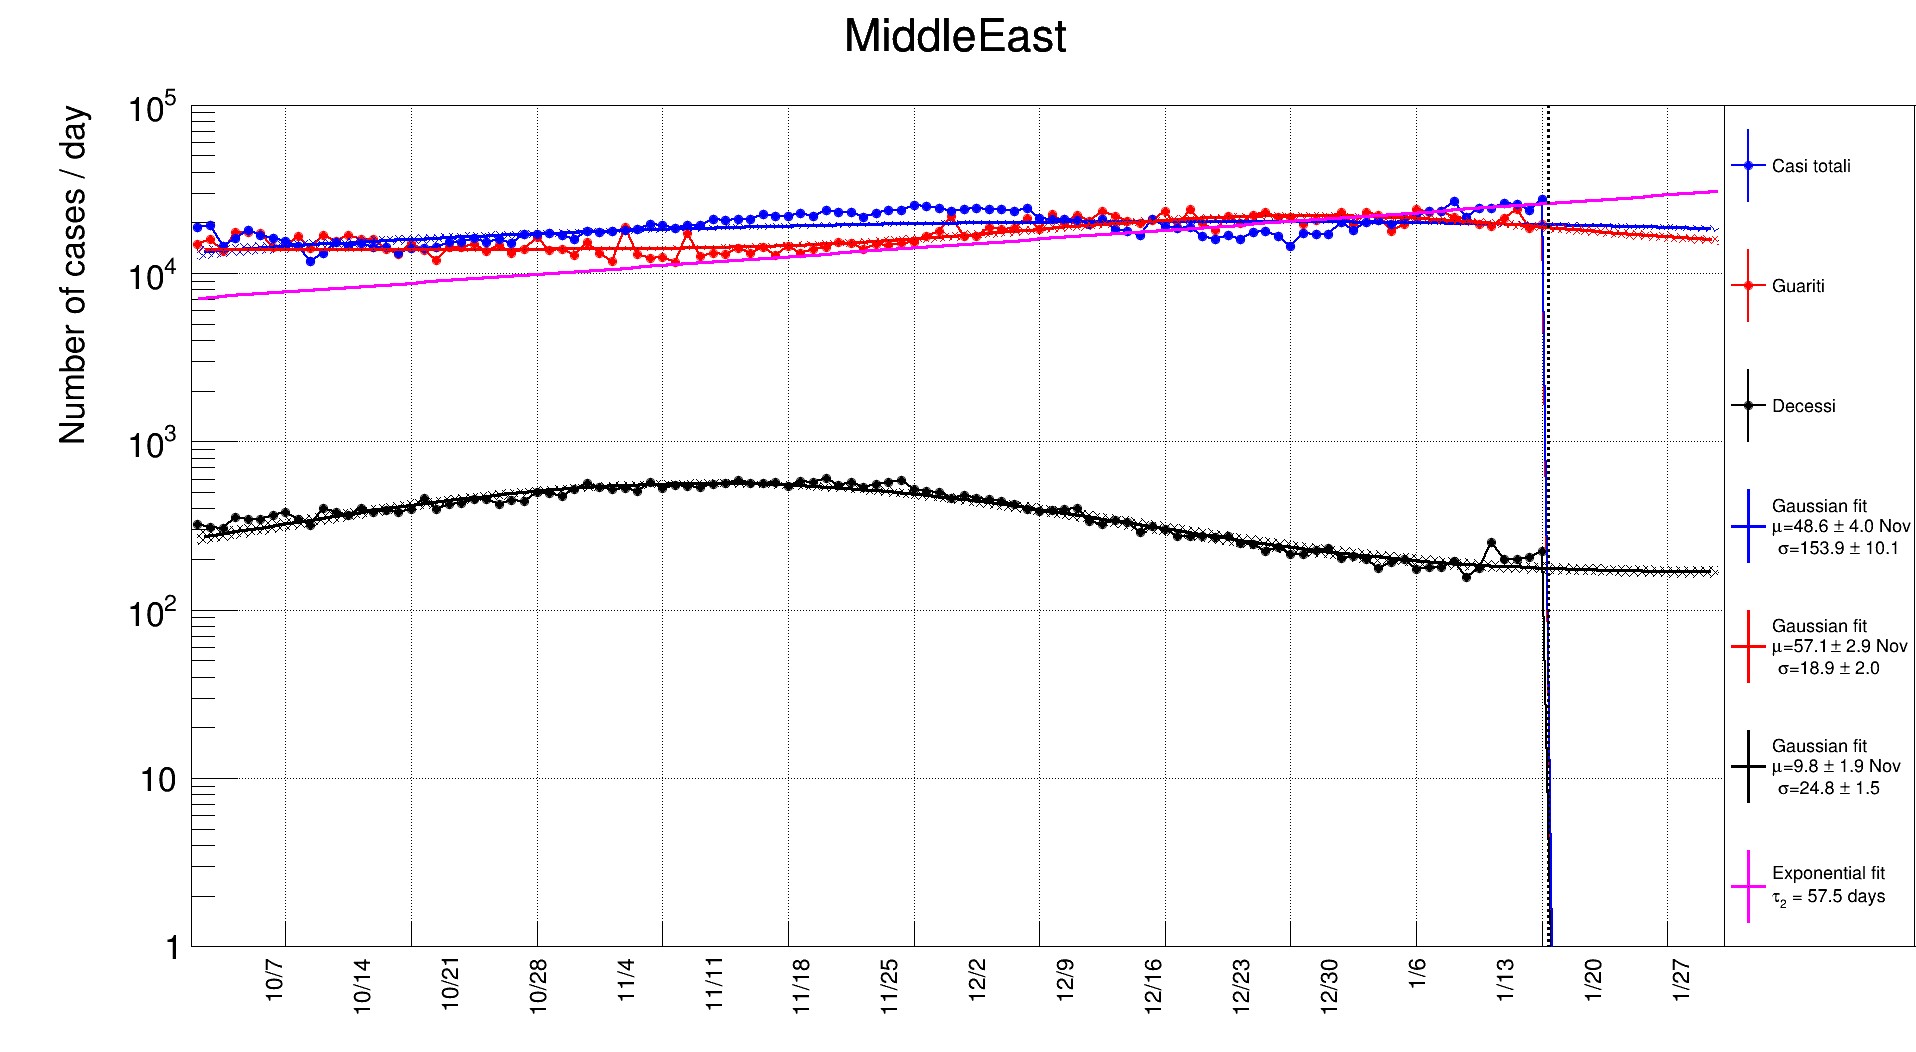 MiddleEast
Number of cases / day
10^5
10^4
10^3
10^2
10
1
10/7
10/14
10/21
10/28
11/4
11/11
11/18
11/25
12/2
12/9
12/16
12/23
12/30
1/6
1/13
1/20
1/27
Casi totali
Guariti
Decessi
Gaussian fit
μ=48.6 ± 4.0 Nov
σ=153.9 ± 10.1
Gaussian fit
μ=57.1 ± 2.9 Nov
σ=18.9 ± 2.0
Gaussian fit
μ=9.8 ± 1.9 Nov
σ=24.8 ± 1.5
Exponential fit
τ₂ = 57.5 days